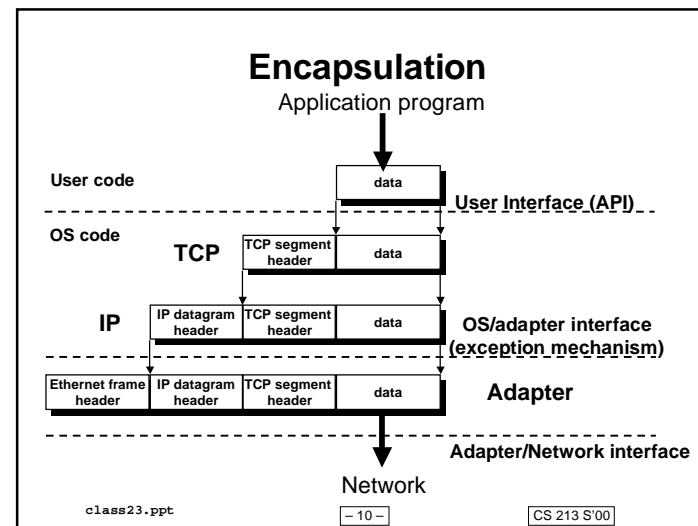 Encapsulation
Application program
User code
data
User Interface (API)
OS code
TCP
TCP segment
header
data
IP
IP datagram
header
TCP segment
header
data
OS/adapter interface
(exception mechanism)
Ethernet frame
header
IP datagram
header
TCP segment
header
data
Adapter
Adapter/Network interface
Network
class23.ppt
– 10 –
CS 213 S'00